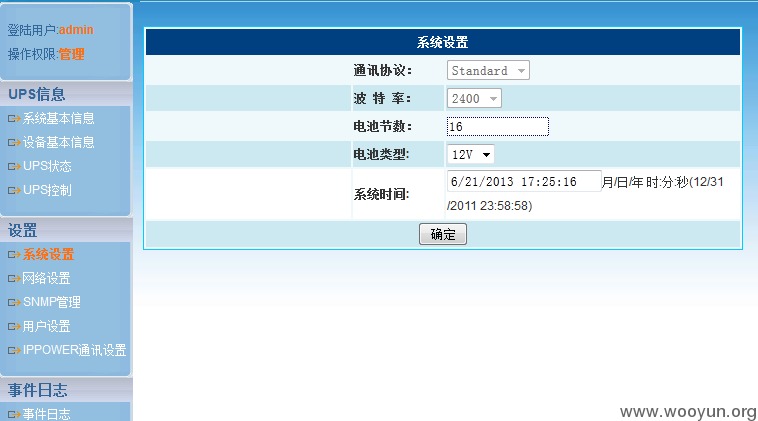 登陆用户:admin
操作权限:管理
UPS信息
系统基本信息
设备基本信息
UPS状态
UPS控制
设置
系统设置
网络设置
SNMP管理
用户设置
IPPOWER通讯设置
事件日志
事件日志
系统设置
通讯协议: Standard
波 特 率: 2400
电池节数: 16
电池类型: 12V
系统时间: 6/21/2013 17:25:16 月/日/年 时:分:秒(12/31
/2011 23:58:58)
确定
www.wooyun.org